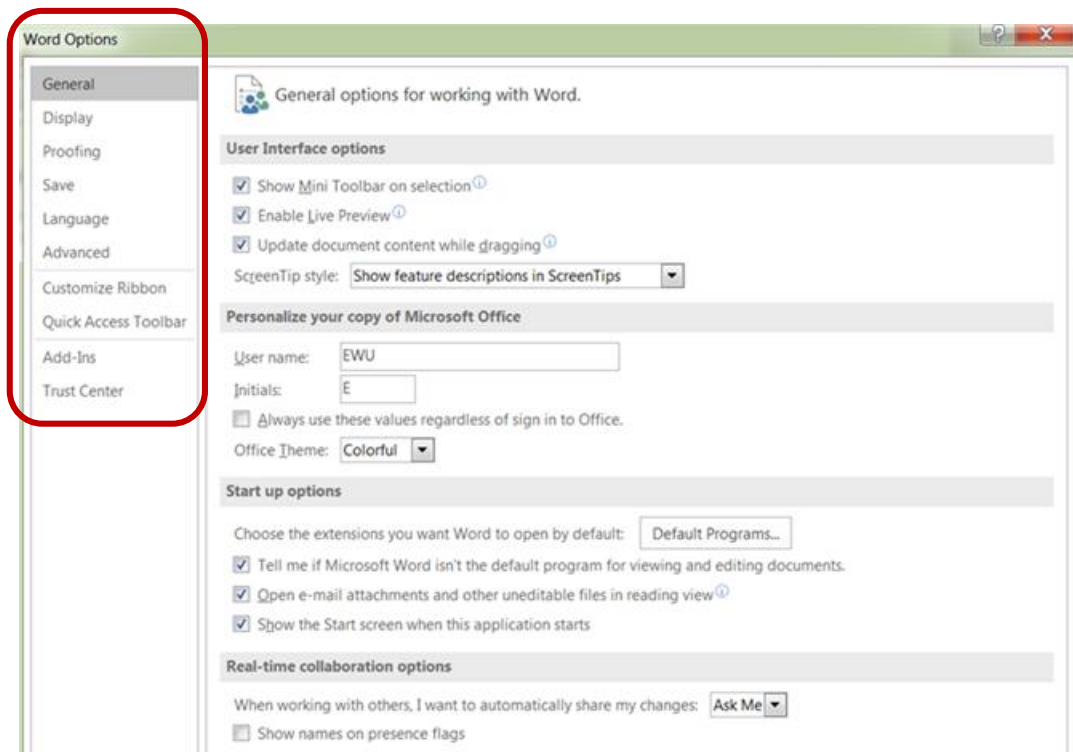 Word Options
General
Display
Proofing
Save
Language
Advanced
Customize Ribbon
Quick Access Toolbar
Add-Ins
Trust Center
General options for working with Word.
User Interface options
Show Mini Toolbar on selection
Enable Live Preview
Update document content while dragging
ScreenTip style: Show feature descriptions in ScreenTips
Personalize your copy of Microsoft Office
User name: EWU
Initials: E
Always use these values regardless of sign in to Office.
Office Theme: Colorful
Start up options
Choose the extensions you want Word to open by default: Default Programs...
Tell me if Microsoft Word isn't the default program for viewing and editing documents.
Open e-mail attachments and other uneditable files in reading view
Show the Start screen when this application starts
Real-time collaboration options
When working with others, I want to automatically share my changes: Ask Me
Show names on presence flags